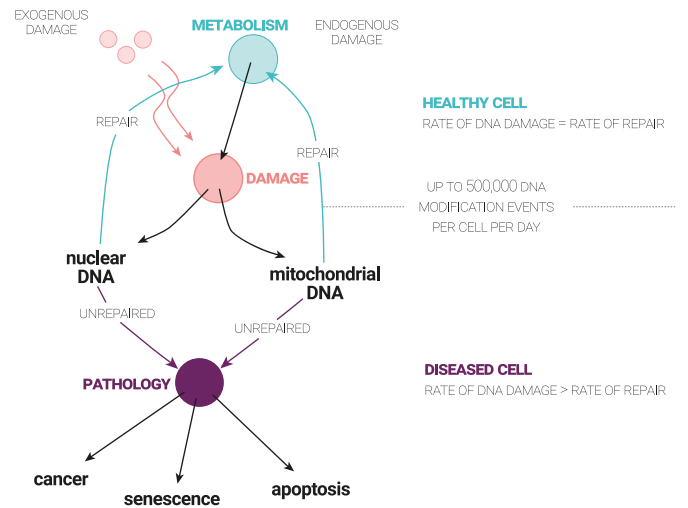 EXOGENOUS
DAMAGE
METABOLISM
ENDOGENOUS
DAMAGE
HEALTHY CELL
RATE OF DNA DAMAGE = RATE OF REPAIR
REPAIR
REPAIR
DAMAGE
UP TO 500,000 DNA
MODIFICATION EVENTS
PER CELL PER DAY
nuclear
DNA
mitochondrial
DNA
UNREPAIRED
UNREPAIRED
PATHOLOGY
DISEASED CELL
RATE OF DNA DAMAGE > RATE OF REPAIR
cancer
senescence
apoptosis